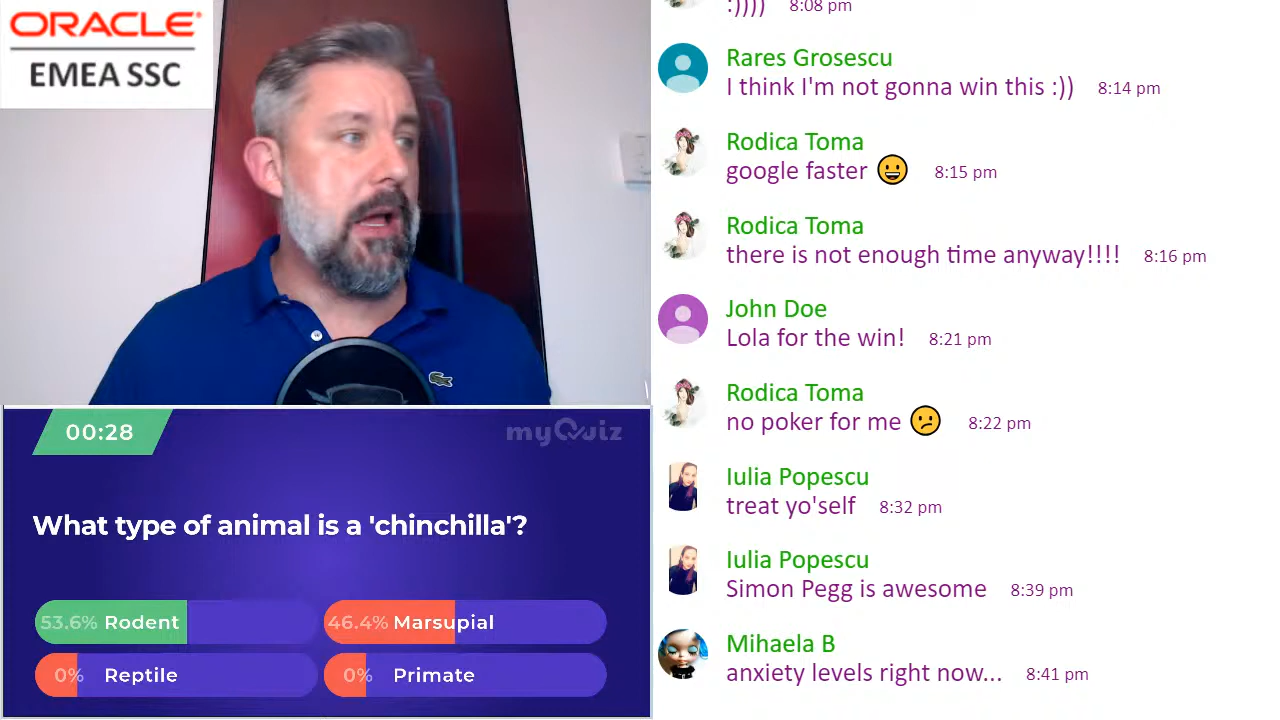 ORACLE®
EMEA SSC
00:28
myQuiz
What type of animal is a 'chinchilla'?
53.6% Rodent
46.4% Marsupial
0% Reptile
0% Primate
:)))) 8:08 pm
Rares Grosescu
I think I'm not gonna win this :)) 8:14 pm
Rodica Toma
google faster 😀 8:15 pm
Rodica Toma
there is not enough time anyway!!!! 8:16 pm
John Doe
Lola for the win! 8:21 pm
Rodica Toma
no poker for me 😕 8:22 pm
Iulia Popescu
treat yo'self 8:32 pm
Iulia Popescu
Simon Pegg is awesome 8:39 pm
Mihaela B
anxiety levels right now... 8:41 pm